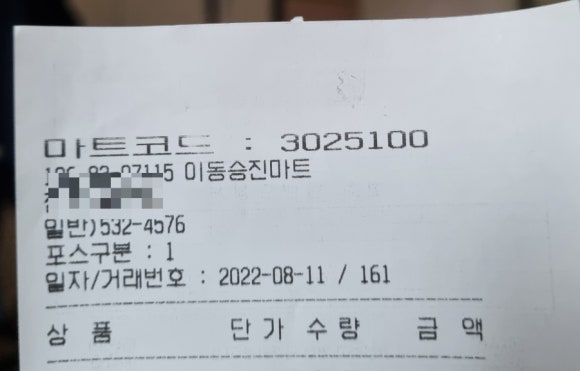 마트코드 : 3025100
이동승진마트
일반)532-4576
포스구분 : 1
일자/거래번호 : 2022-08-11 / 161
상 품 단 가 수 량 금 액